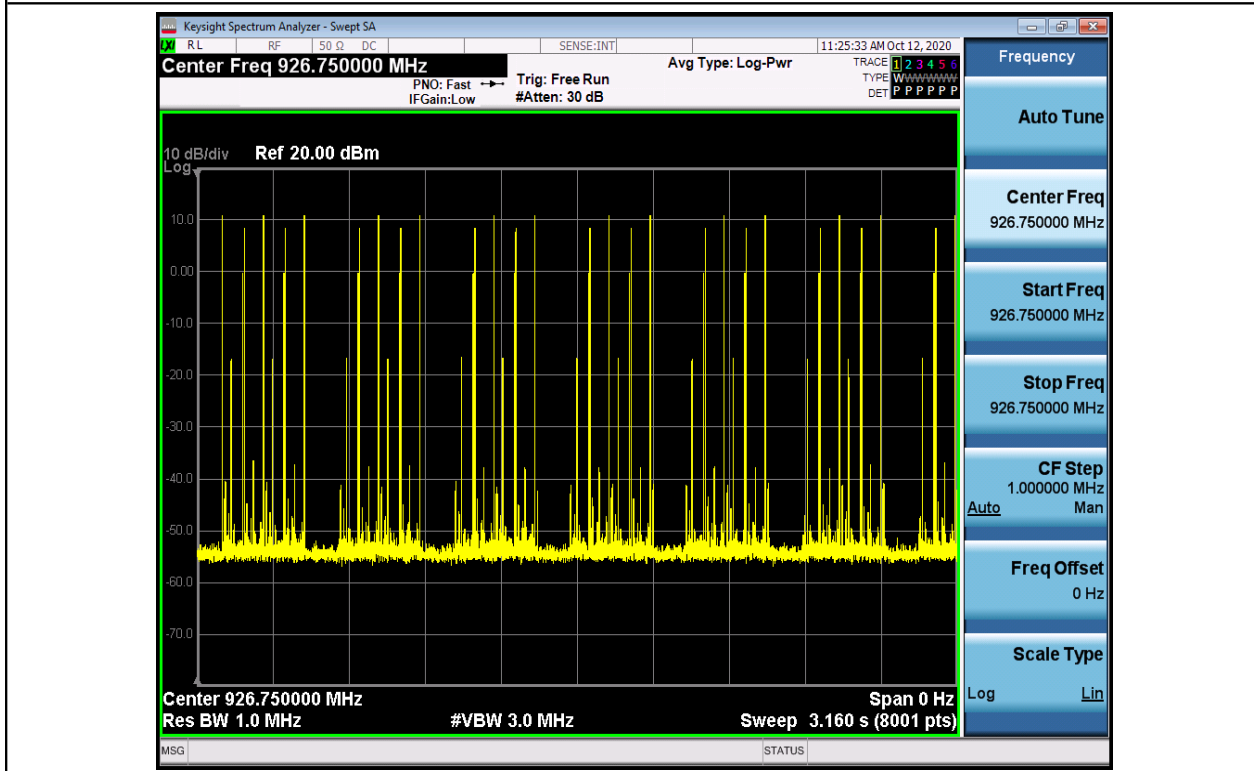 Keysight Spectrum Analyzer - Swept SA
LXI RL RF 50 Ω DC SENSE:INT 11:25:33 AM Oct 12, 2020
Center Freq 926.750000 MHz Avg Type: Log-Pwr TRACE 1 2 3 4 5 6
PNO: Fast Trig: Free Run TYPE WWWWWW
IFGain:Low #Atten: 30 dB DET P P P P P P
10 dB/div Ref 20.00 dBm
Log
10.0
0.00
-10.0
-20.0
-30.0
-40.0
-50.0
-60.0
-70.0
Center 926.750000 MHz Span 0 Hz
Res BW 1.0 MHz #VBW 3.0 MHz Sweep 3.160 s (8001 pts)
MSG STATUS
Frequency
Auto Tune
Center Freq
926.750000 MHz
Start Freq
926.750000 MHz
Stop Freq
926.750000 MHz
CF Step
1.000000 MHz
Auto Man
Freq Offset
0 Hz
Scale Type
Log Lin